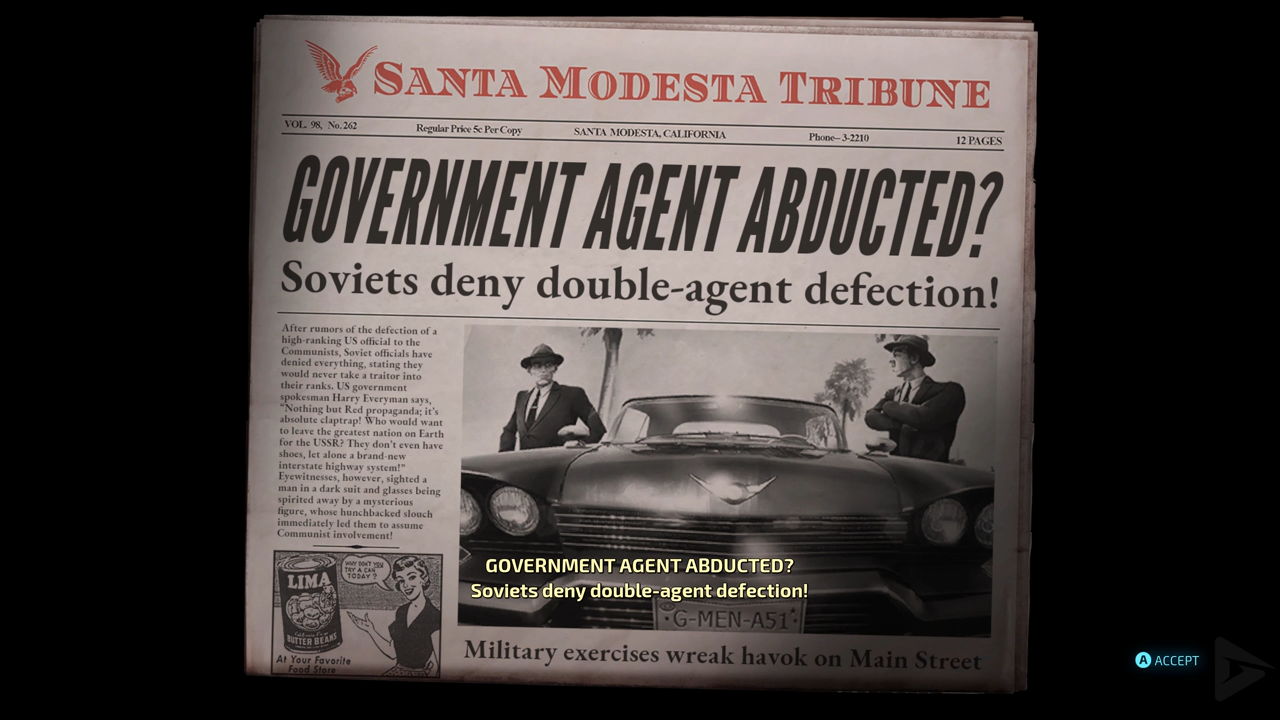 SANTA MODESTA TRIBUNE
VOL. 98, No. 262
Regular Price 5c Per Copy
SANTA MODESTA, CALIFORNIA
Phone– 3-2210
12 PAGES
GOVERNMENT AGENT ABDUCTED?
Soviets deny double-agent defection!
After rumors of the defection of a
high-ranking US official to the
Communists, Soviet officials have
denied everything, stating they
would never take a traitor into
their ranks. US government
spokesman Harry Everyman says,
"Nothing but Red propaganda; it's
absolute claptrap! Who would want
to leave the greatest nation on Earth
for the USSR? They don't even have
shoes, let alone a brand-new
interstate highway system!"
Eyewitnesses, however, sighted a
man in a dark suit and glasses being
spirited away by a mysterious
figure, whose hunchbacked slouch
immediately led them to assume
Communist involvement!
LIMA
BUTTER BEANS
WHY DON'T YOU
TRY A CAN
TODAY?
At Your Favorite
Food Store
GOVERNMENT AGENT ABDUCTED?
Soviets deny double-agent defection!
G-MEN-A51
Military exercises wreak havok on Main Street
A ACCEPT